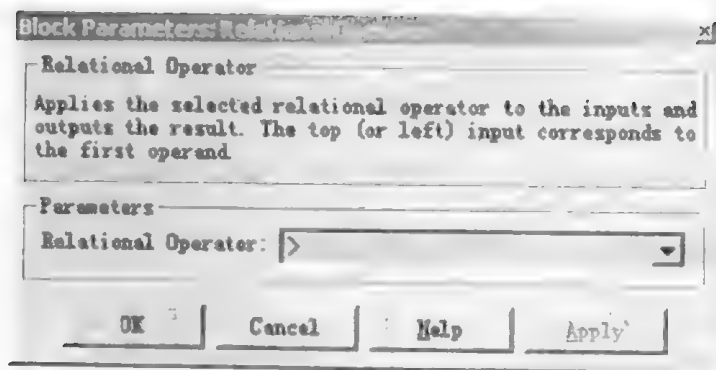 Block Parameters: Relational
×
Relational Operator
Applies the selected relational operator to the inputs and
outputs the result. The top (or left) input corresponds to
the first operand
Parameters
Relational Operator: >
OK Cancel Help Apply